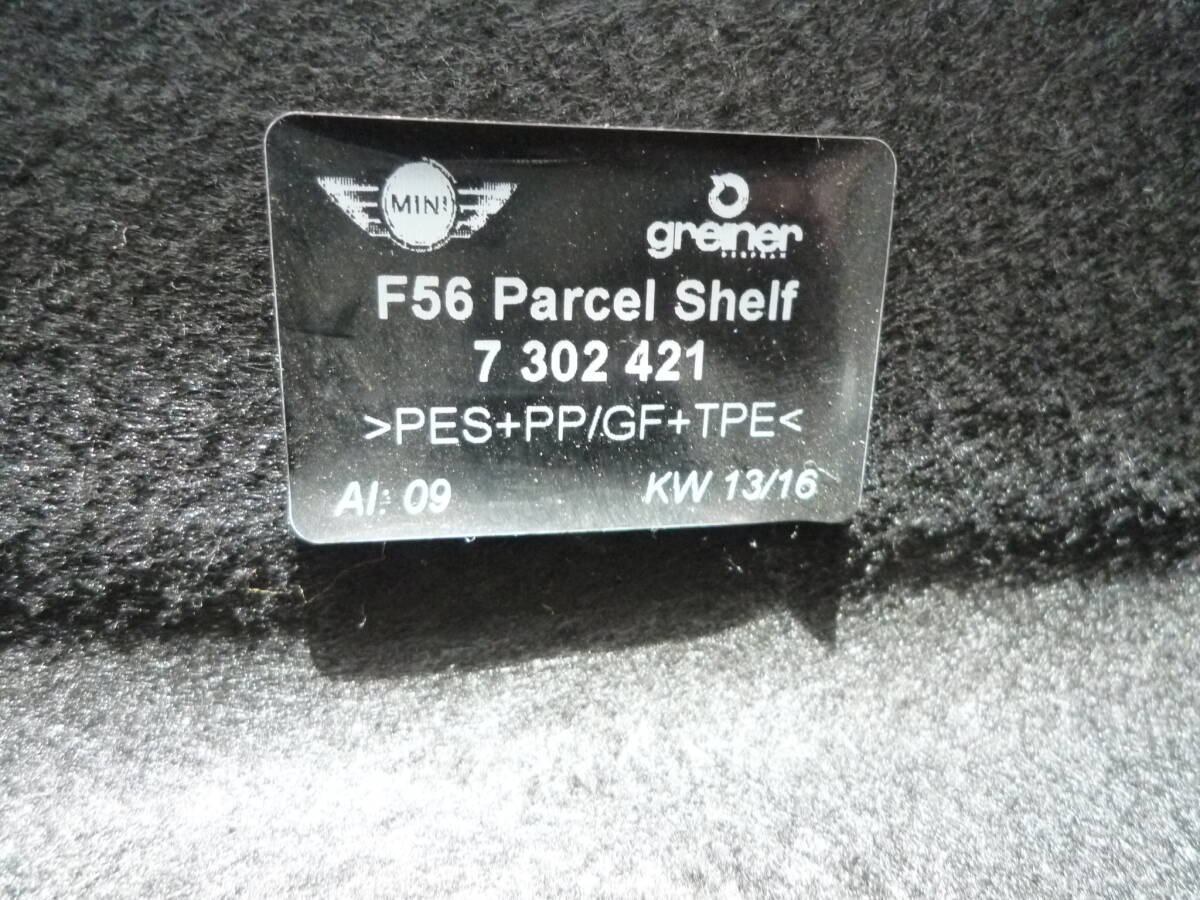 MINI
greiner
F56 Parcel Shelf
7 302 421
>PES+PP/GF+TPE<
AI: 09 KW 13/16